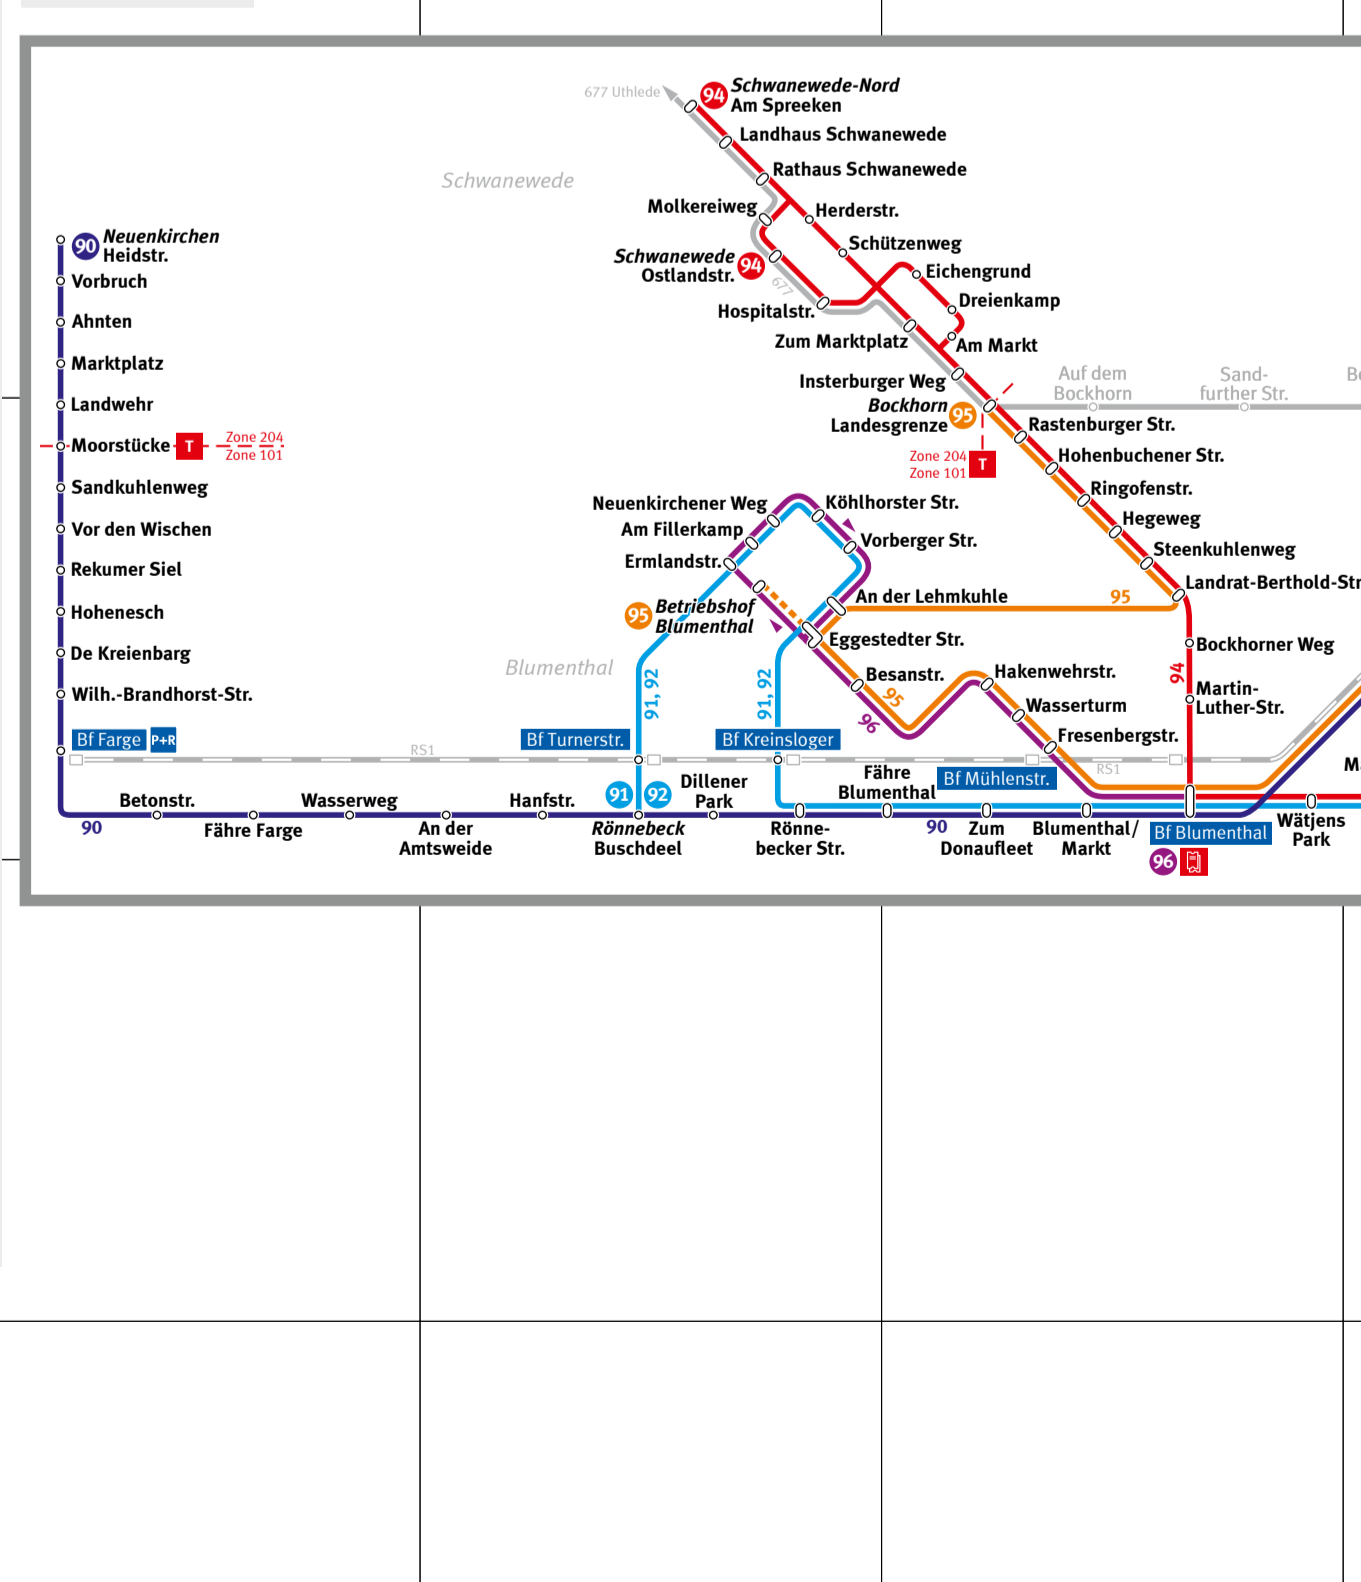 677 Uthlede
94
Schwanewede-Nord
Am Spreeken
Landhaus Schwanewede
Rathaus Schwanewede
Schwanewede
Molkereiweg
Herderstr.
Schützenweg
Schwanewede
Ostlandstr.
94
677
Eichengrund
Dreienkamp
Hospitalstr.
Zum Marktplatz
Am Markt
Insterburger Weg
Auf dem
Bockhorn
Sand-
further Str.
Bockhorn
Landesgrenze
95
Rastenburger Str.
Zone 204
Zone 101
T
Hohenbuchener Str.
Ringofenstr.
Hegeweg
Steenkuhlenweg
Landrat-Berthold-Str
90
Neuenkirchen
Heidstr.
Vorbruch
Ahnten
Marktplatz
Landwehr
Moorstücke
T
Zone 204
Zone 101
Sandkuhlenweg
Vor den Wischen
Rekumer Siel
Hohenesch
De Kreienbarg
Wilh.-Brandhorst-Str.
Bf Farge
P+R
Neuenkirchener Weg
Köhlhorster Str.
Am Fillerkamp
Vorberger Str.
Ermlandstr.
An der Lehmkuhle
95
95
Betriebshof
Blumenthal
Eggestedter Str.
Blumenthal
Besanstr.
Hakenwehrstr.
Bockhorner Weg
91, 92
91, 92
95
96
94
Martin-
Luther-Str.
Wasserturm
Fresenbergstr.
RS1
Bf Turnerstr.
Bf Kreinsloger
Bf Mühlenstr.
RS1
91
92
Dillener
Park
Fähre
Blumenthal
Betonstr.
Wasserweg
Hanfstr.
90
Fähre Farge
An der
Amtsweide
Rönnebeck
Buschdeel
Rönne-
becker Str.
90
Zum
Donaufleet
Blumenthal/
Markt
Bf Blumenthal
96
Wätjens
Park